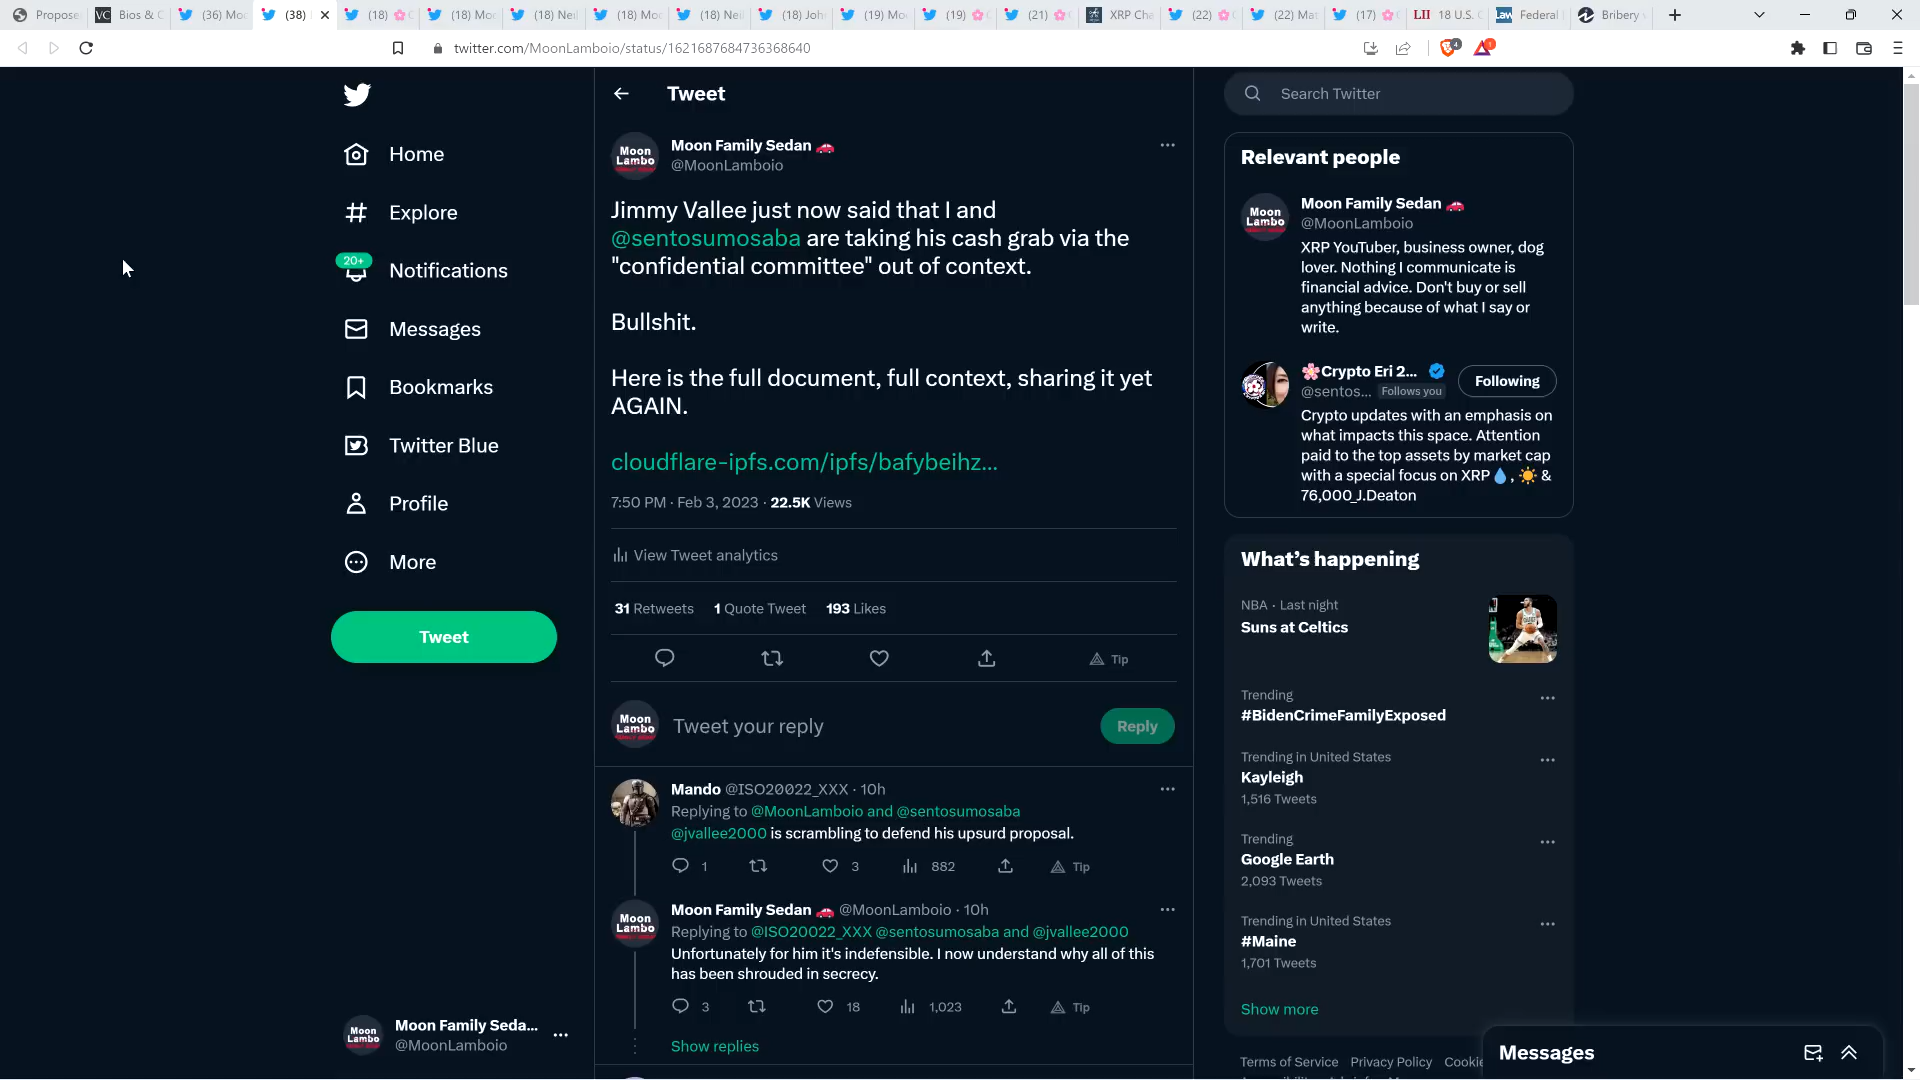 Propose
Bios & C
(36) Moo
(38)
(18)
(18) Moo
(18) Nei
(18) Moo
(18) Nei
(18) Joh
(19) Mo
(19)
(21)
XRP Cha
(22)
(22) Mat
(17)
LII 18 U.S. C
Law Federal
Bribery
twitter.com/MoonLamboio/status/1621687684736368640
Home
Explore
20+
Notifications
Messages
Bookmarks
Twitter Blue
Profile
More
Tweet
Moon Family Seda...
@MoonLamboio
Tweet
Moon Family Sedan
@MoonLamboio
Jimmy Vallee just now said that I and
@sentosumosaba are taking his cash grab via the
"confidential committee" out of context.
Bullshit.
Here is the full document, full context, sharing it yet
AGAIN.
cloudflare-ipfs.com/ipfs/bafybeihz...
7:50 PM · Feb 3, 2023 · 22.5K Views
View Tweet analytics
31 Retweets 1 Quote Tweet 193 Likes
Tip
Moon Lambo
Tweet your reply
Reply
Mando @ISO20022_XXX · 10h
Replying to @MoonLamboio and @sentosumosaba
@jvallee2000 is scrambling to defend his upsurd proposal.
1 3 882 Tip
Moon Family Sedan @MoonLamboio · 10h
Replying to @ISO20022_XXX @sentosumosaba and @jvallee2000
Unfortunately for him it's indefensible. I now understand why all of this
has been shrouded in secrecy.
3 18 1,023 Tip
Show replies
Search Twitter
Relevant people
Moon Family Sedan
@MoonLamboio
XRP YouTuber, business owner, dog
lover. Nothing I communicate is
financial advice. Don't buy or sell
anything because of what I say or
write.
Crypto Eri 2...
@sentos... Follows you
Following
Crypto updates with an emphasis on
what impacts this space. Attention
paid to the top assets by market cap
with a special focus on XRP , &
76,000_J.Deaton
What's happening
NBA · Last night
Suns at Celtics
Trending
#BidenCrimeFamilyExposed
Trending in United States
Kayleigh
1,516 Tweets
Trending
Google Earth
2,093 Tweets
Trending in United States
#Maine
1,701 Tweets
Show more
Terms of Service Privacy Policy Cookie
Messages